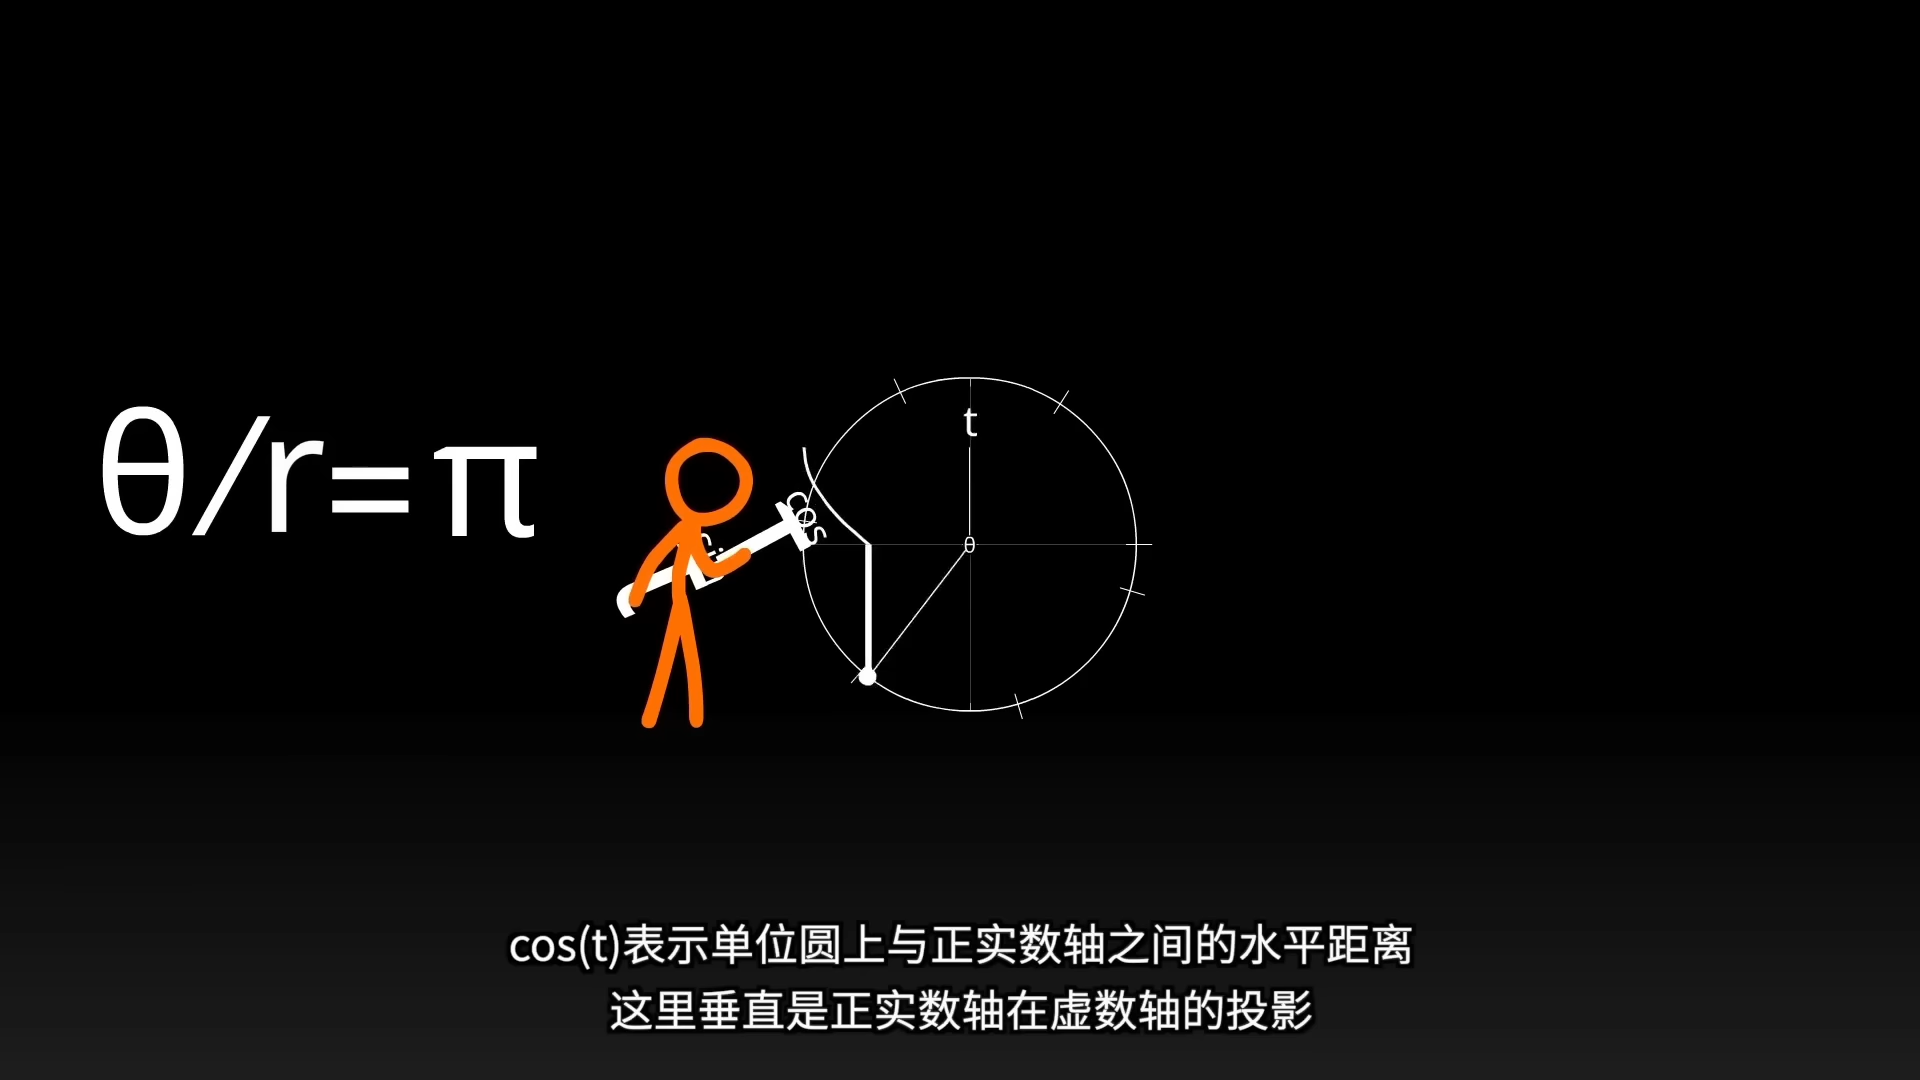 θ/r=π
t
cos
θ
cos(t)表示单位圆上与正实数轴之间的水平距离
这里垂直是正实数轴在虚数轴的投影